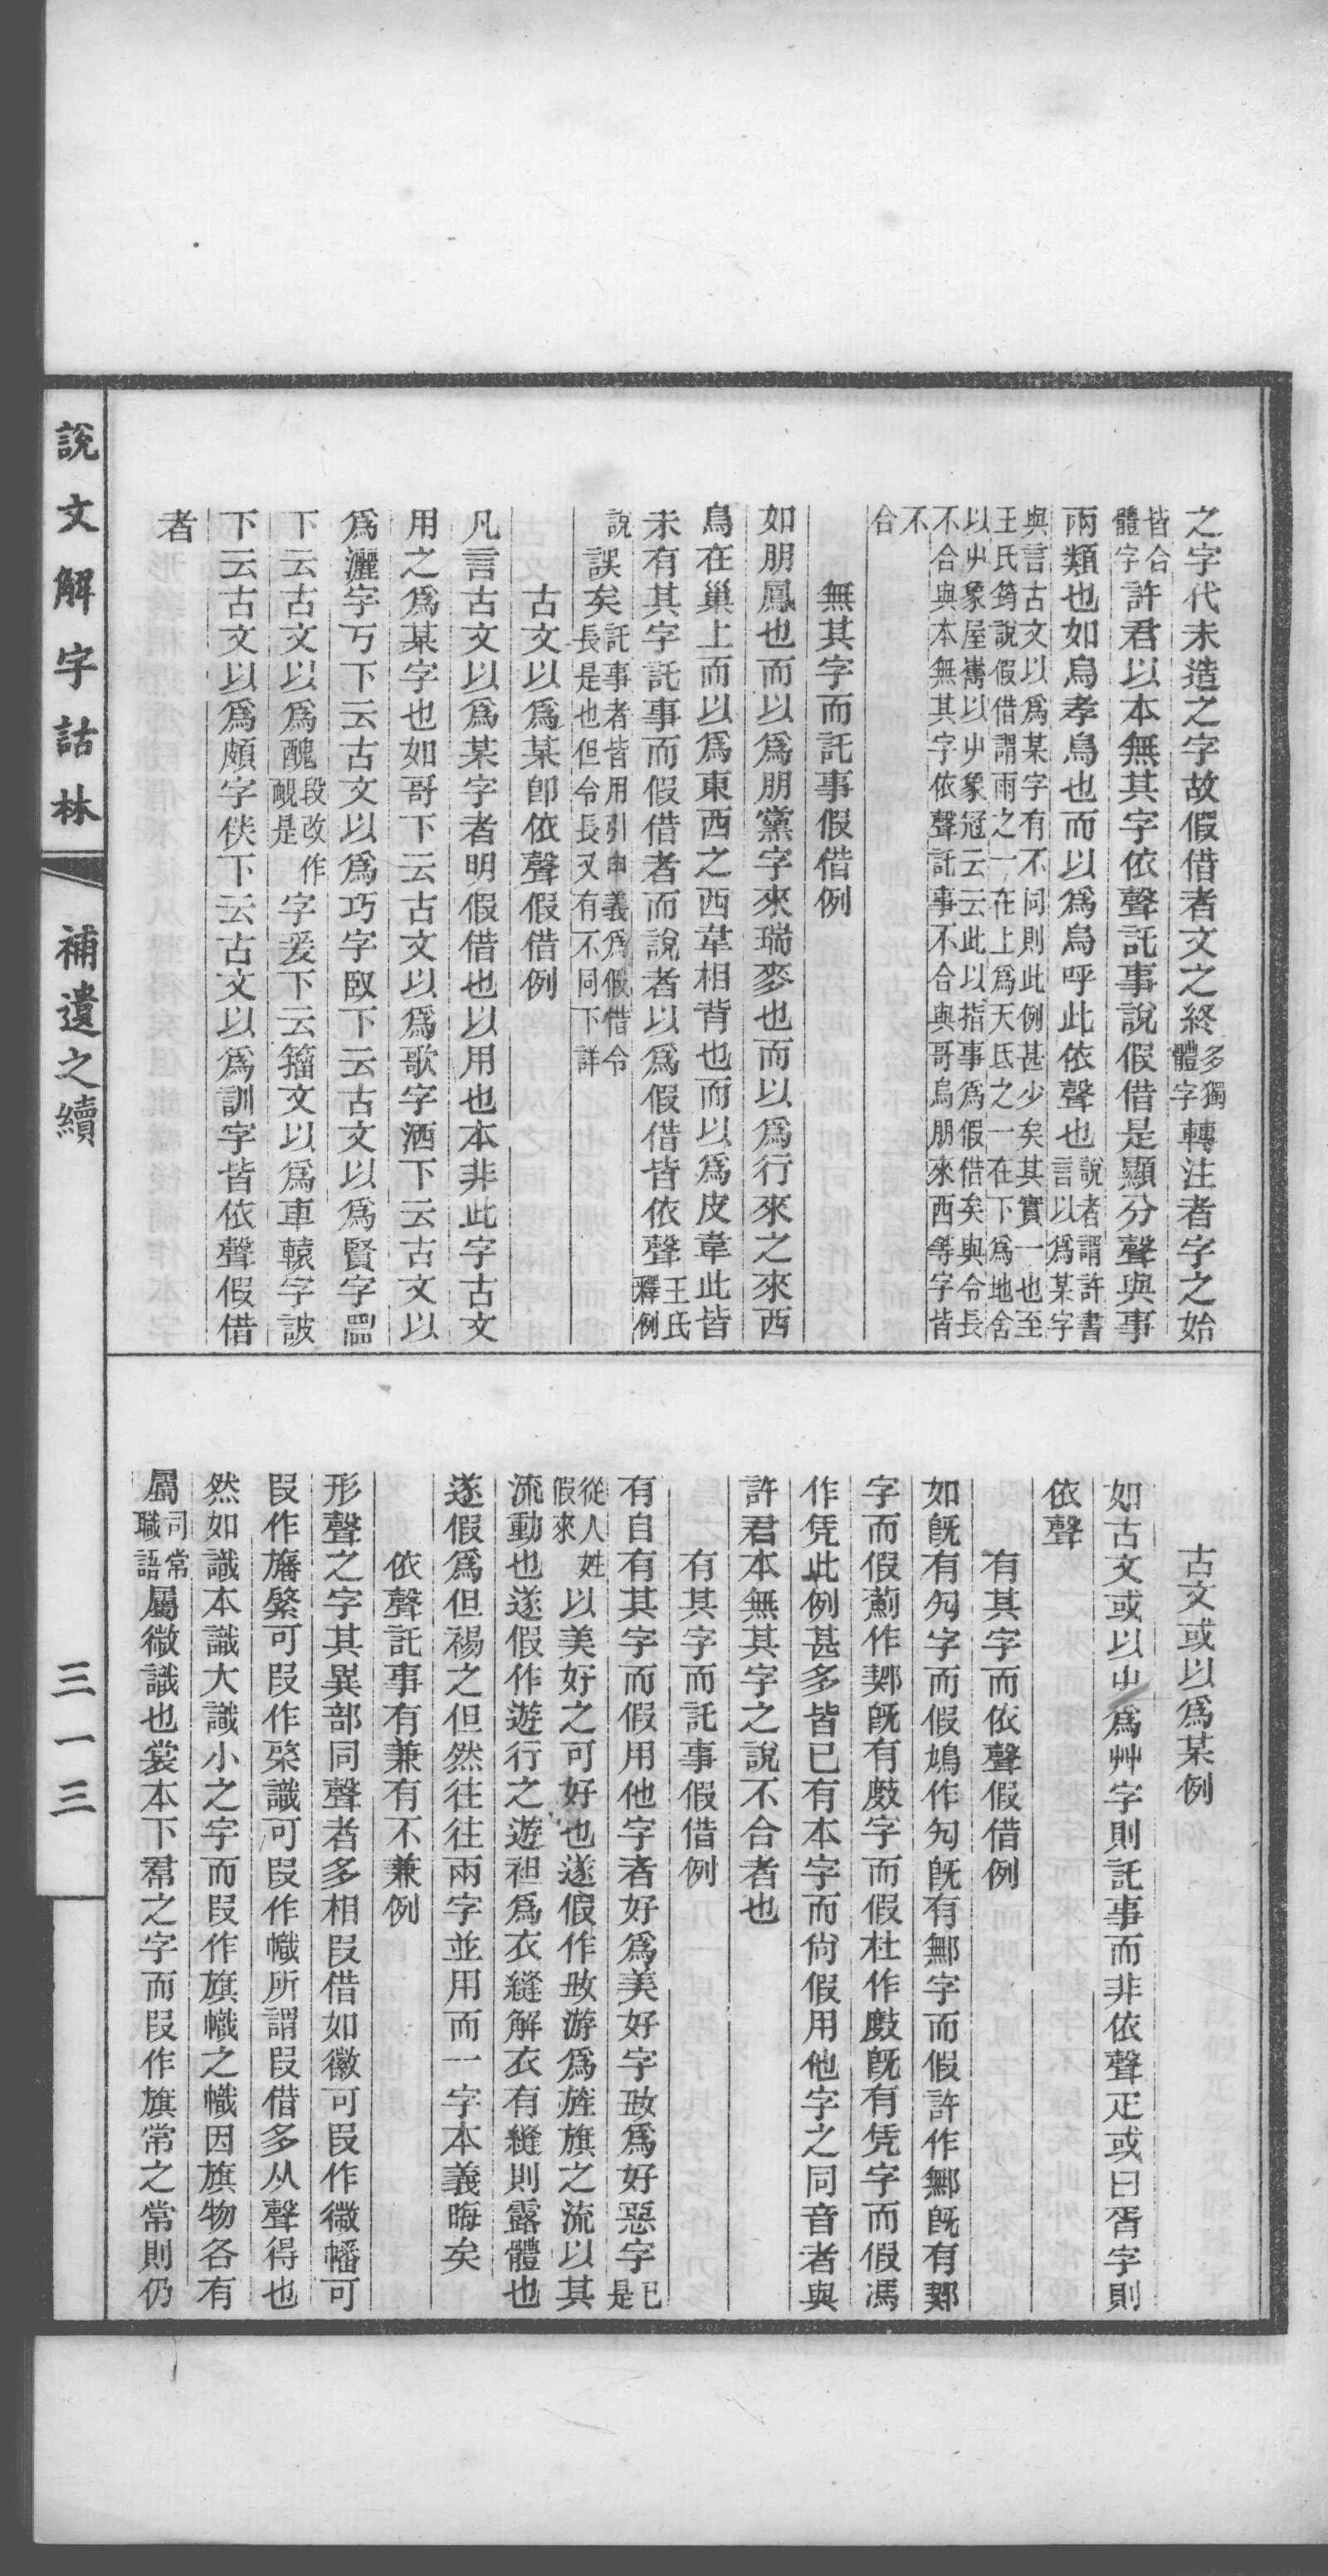 之字代未造之字故假借者文之終多獨體字轉注者字之始
皆合體字許君以本無其字依聲託事說假借是顯分聲與事
兩類也如烏孝鳥也而以爲烏呼此依聲也說者謂許書言以爲某字
與言古文以爲某字有不同則此例甚少矣其實一也至王氏筠說假借謂雨之一在上爲天氐之一在下爲地舍
以屮象屋㠜以屮象冠云云此以指事爲假借矣與令長不合與本無其字依聲託事不合與哥烏朋來西等字皆
不合
無其字而託事假借例
如朋鳳也而以爲朋黨字來瑞麥也而以爲行來之來西
鳥在巢上而以爲東西之西韋相背也而以爲皮韋此皆
未有其字託事而假借者而說者以爲假借皆依聲王氏釋例
說誤矣託事者皆用引申義爲假借令長是也但令長又有不同下詳
古文以爲某卽依聲假借例
凡言古文以爲某字者明假借也以用也本非此字古文
用之爲某字也如哥下云古文以爲歌字洒下云古文以
爲灑字丂下云古文以爲巧字臤下云古文以爲賢字𥁕
下云古文以爲醜段改作覨是字爰下云籀文以爲車轅字詖
下云古文以爲頗字侇下云古文以爲訓字皆依聲假借
者
古文或以爲某例
如古文或以屮爲艸字則託事而非依聲疋或曰胥字則
依聲
有其字而依聲假借例
如旣有勼字而假鳩作勼旣有鄦字而假許作鄦旣有鄚
字而假薊作鄚旣有㪏字而假杜作㪏旣有凭字而假馮
作凭此例甚多皆已有本字而尙假用他字之同音者與
許君本無其字之說不合者也
有其字而託事假借例
有自有其字而假用他字者好爲美好字𢻰爲好惡字已是
從人姓假來以美好之可好也遂假作𢻰游爲旌旗之流以其
流動也遂假作遊行之遊袒爲衣縫解衣有縫則露體也
遂假爲但裼之但然往往兩字並用而一字本義晦矣
依聲託事有兼有不兼例
形聲之字其異部同聲者多相叚借如徽可叚作微幡可
叚作旛緐可叚作棨識可叚作幟所謂叚借多从聲得也
然如識本識大識小之字而叚作旗幟之幟因旗物各有
屬司常職語屬微識也裳本下帬之字而叚作旗常之常則仍
說文解字詁林
補遺之續
三一三